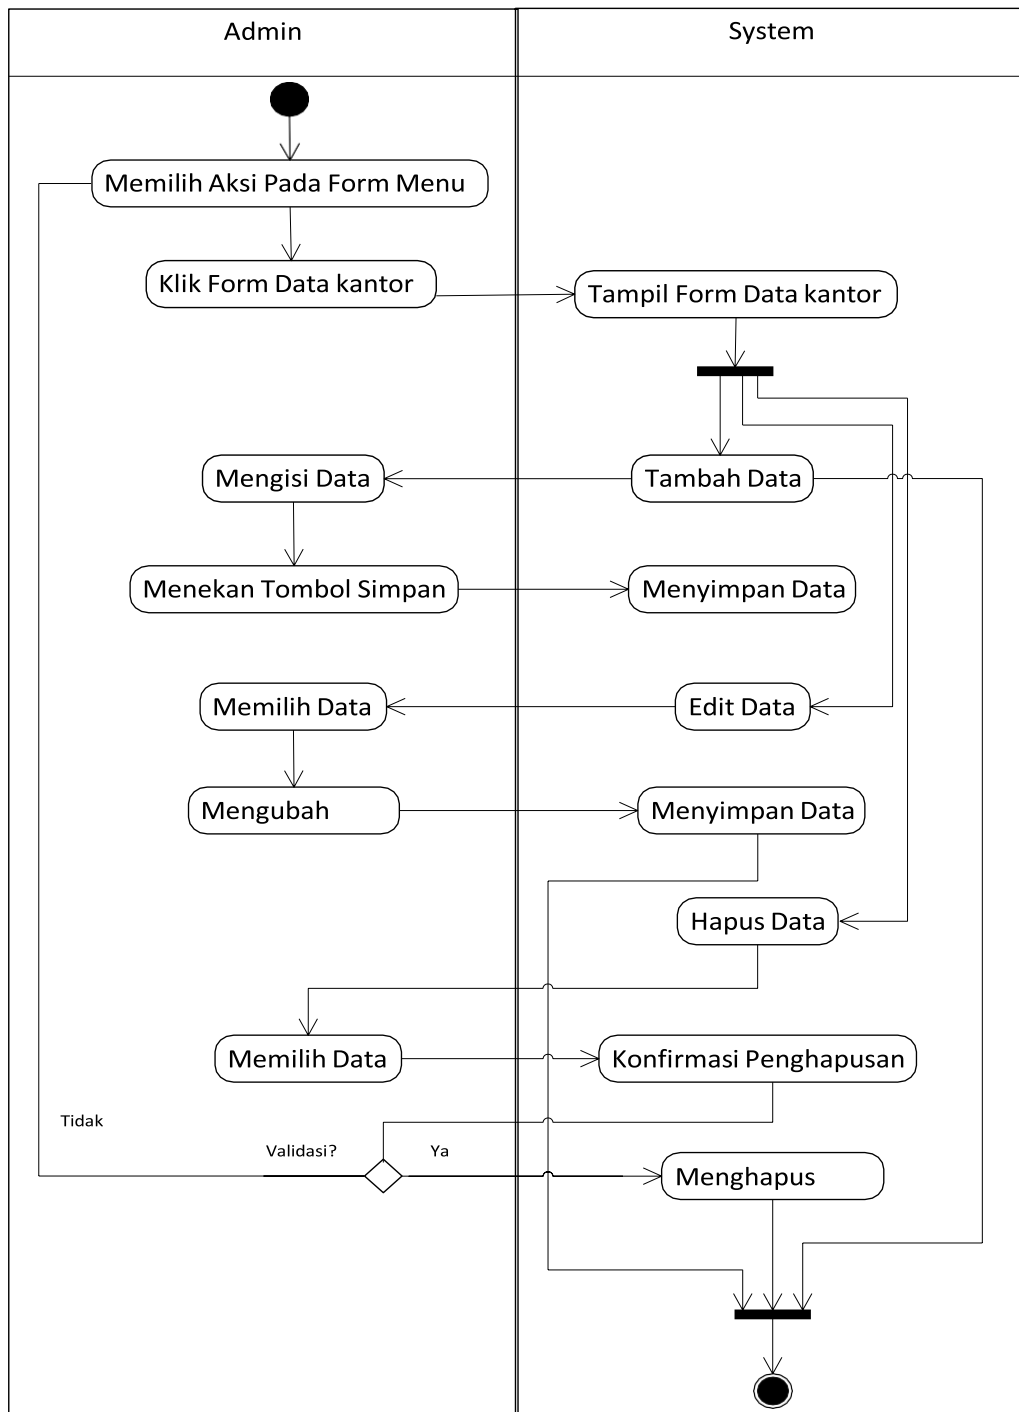 Admin
System
Memilih Aksi Pada Form Menu
Klik Form Data kantor
Tampil Form Data kantor
Mengisi Data
Tambah Data
Menekan Tombol Simpan
Menyimpan Data
Memilih Data
Edit Data
Mengubah
Menyimpan Data
Hapus Data
Memilih Data
Konfirmasi Penghapusan
Tidak
Validasi?
Ya
Menghapus